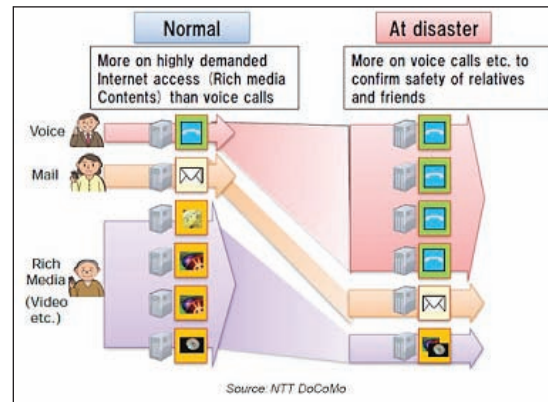 Normal
At disaster
More on highly demanded
Internet access (Rich media
Contents) than voice calls
More on voice calls etc. to
confirm safety of relatives
and friends
Voice
Mail
Rich
Media
(Video
etc.)
Source: NTT DoCoMo